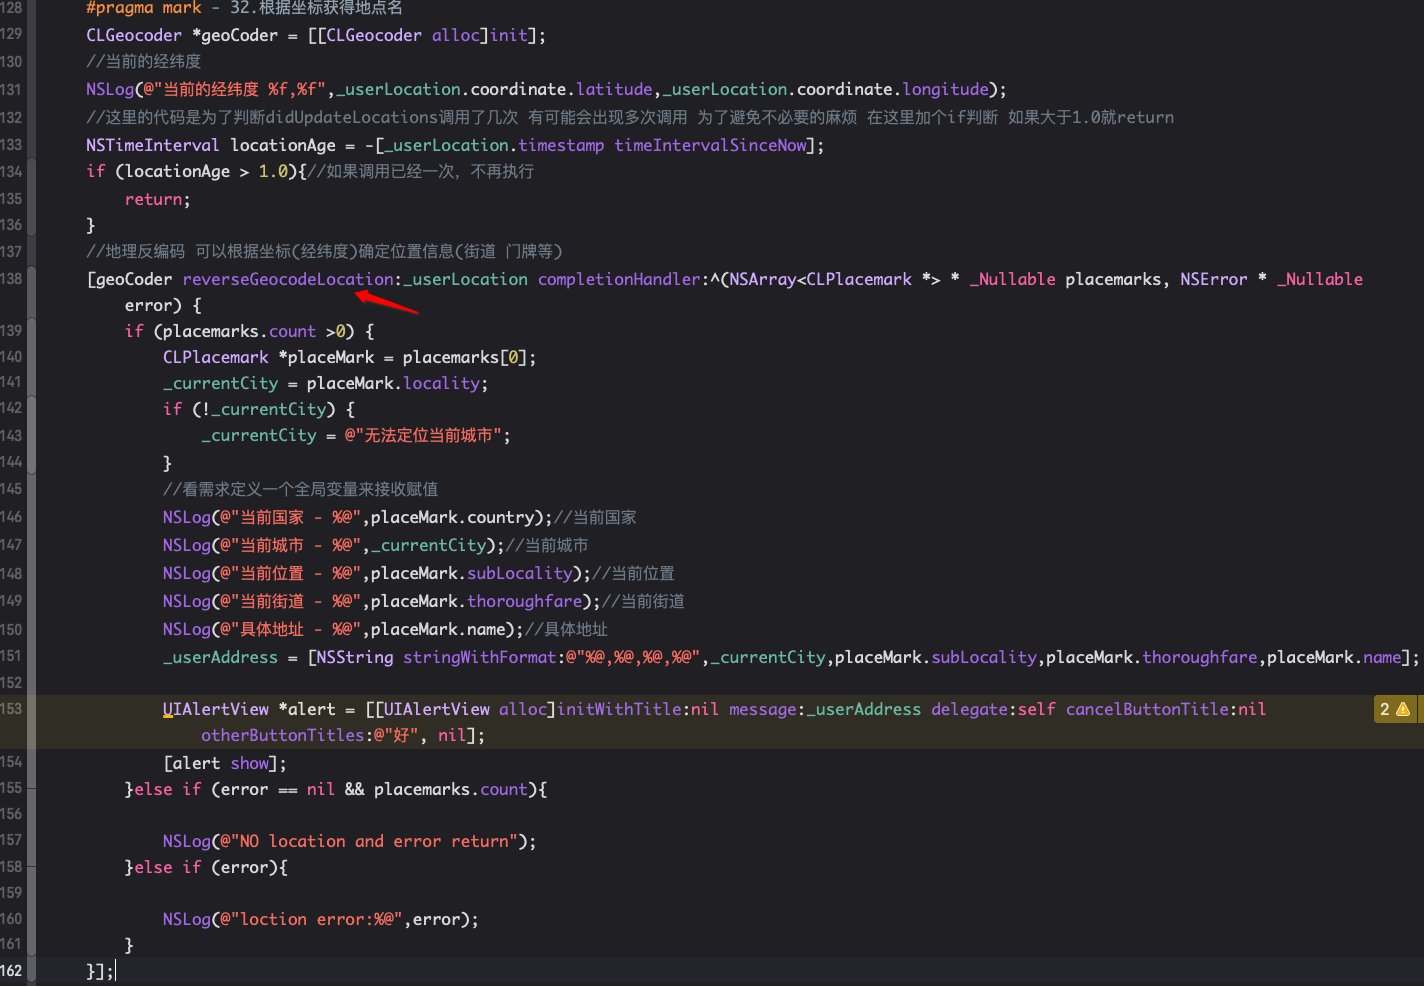 128 #pragma mark - 32.根据坐标获得地点名
129 CLGeocoder *geoCoder = [[CLGeocoder alloc]init];
130 //当前的经纬度
131 NSLog(@"当前的经纬度 %f,%f",_userLocation.coordinate.latitude,_userLocation.coordinate.longitude);
132 //这里的代码是为了判断didUpdateLocations调用了几次 有可能会出现多次调用 为了避免不必要的麻烦 在这里加个if判断 如果大于1.0就return
133 NSTimeInterval locationAge = -[_userLocation.timestamp timeIntervalSinceNow];
134 if (locationAge > 1.0){//如果调用已经一次，不再执行
135 return;
136 }
137 //地理反编码 可以根据坐标(经纬度)确定位置信息(街道 门牌等)
138 [geoCoder reverseGeocodeLocation:_userLocation completionHandler:^(NSArray<CLPlacemark *> * _Nullable placemarks, NSError * _Nullable
error) {
139 if (placemarks.count >0) {
140 CLPlacemark *placeMark = placemarks[0];
141 _currentCity = placeMark.locality;
142 if (!_currentCity) {
143 _currentCity = @"无法定位当前城市";
144 }
145 //看需求定义一个全局变量来接收赋值
146 NSLog(@"当前国家 - %@",placeMark.country);//当前国家
147 NSLog(@"当前城市 - %@",_currentCity);//当前城市
148 NSLog(@"当前位置 - %@",placeMark.subLocality);//当前位置
149 NSLog(@"当前街道 - %@",placeMark.thoroughfare);//当前街道
150 NSLog(@"具体地址 - %@",placeMark.name);//具体地址
151 _userAddress = [NSString stringWithFormat:@"%@,%@,%@,%@",_currentCity,placeMark.subLocality,placeMark.thoroughfare,placeMark.name];
152
153 UIAlertView *alert = [[UIAlertView alloc]initWithTitle:nil message:_userAddress delegate:self cancelButtonTitle:nil 2
otherButtonTitles:@"好", nil];
154 [alert show];
155 }else if (error == nil && placemarks.count){
156
157 NSLog(@"NO location and error return");
158 }else if (error){
159
160 NSLog(@"loction error:%@",error);
161 }
162 }];